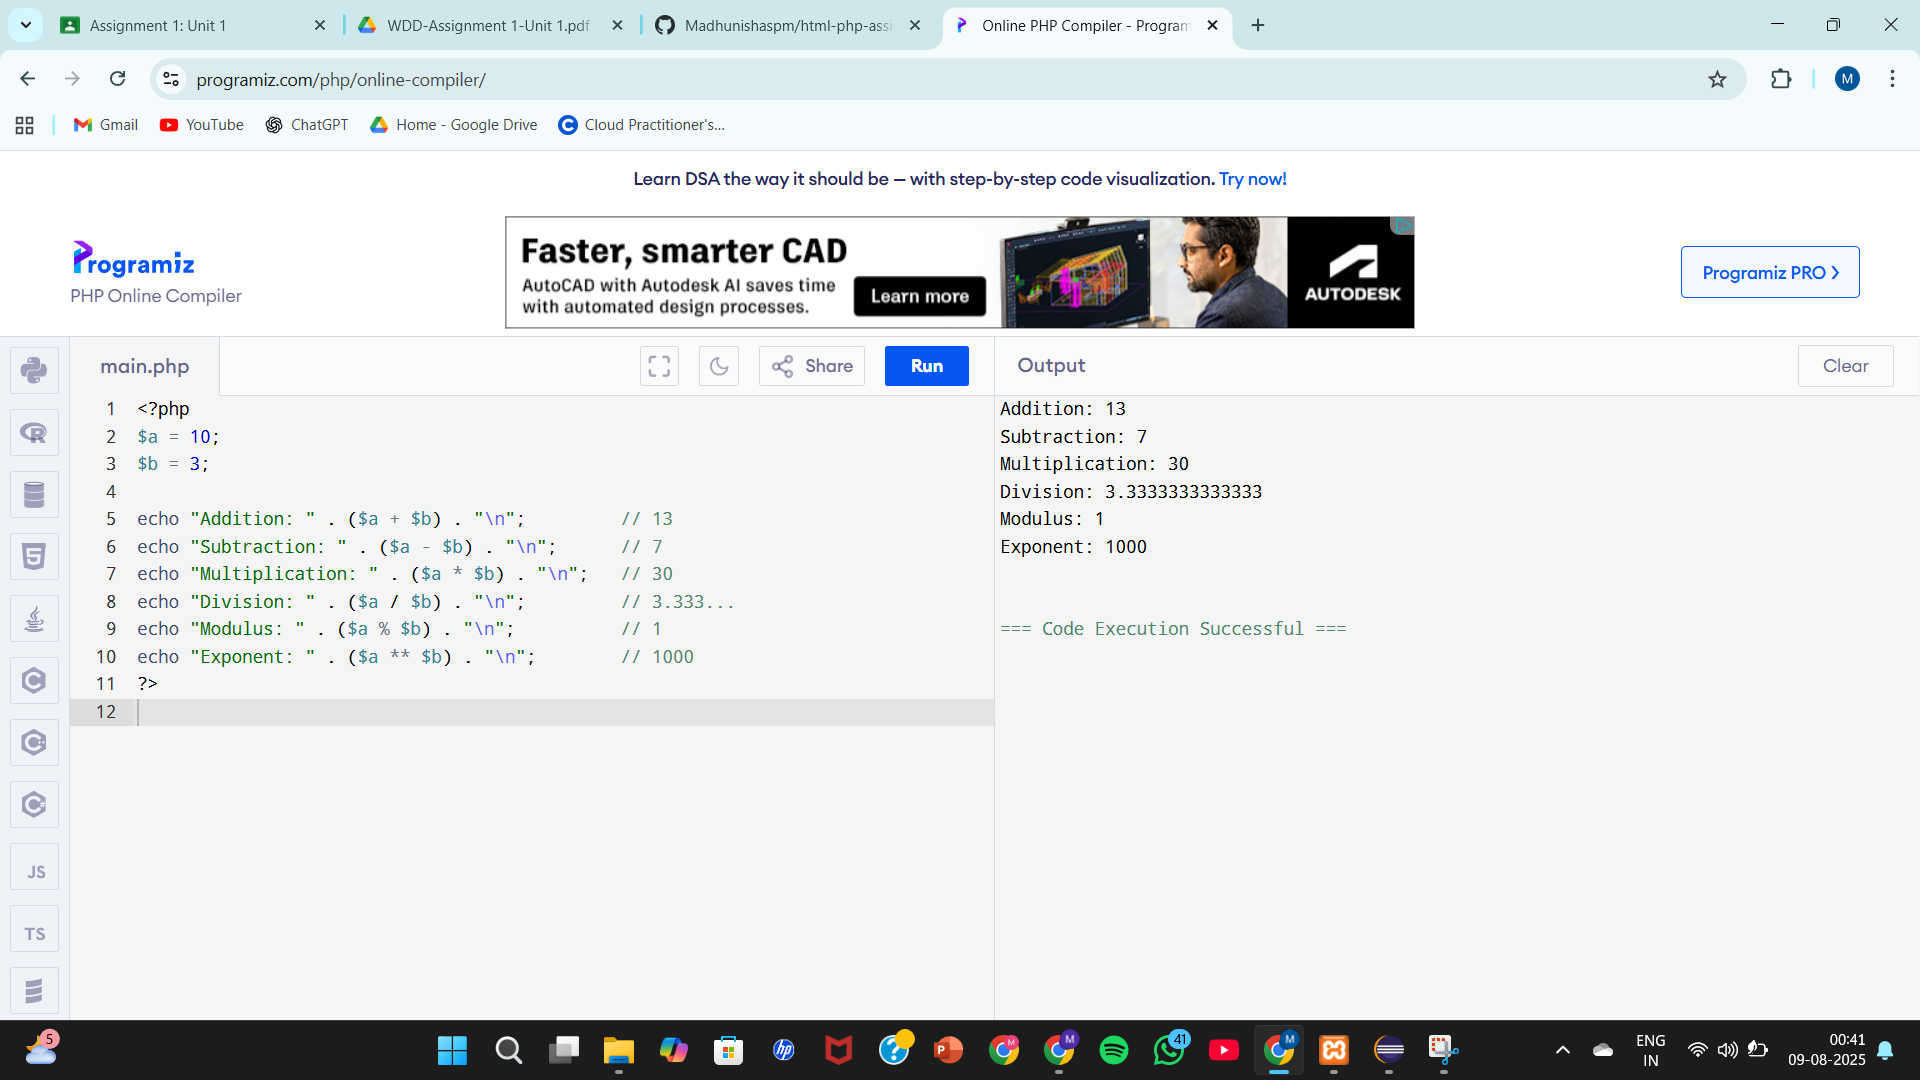 Assignment 1: Unit 1
WDD-Assignment 1-Unit 1.pdf
Madhunishaspm/html-php-assi
Online PHP Compiler - Program
programiz.com/php/online-compiler/
M
Gmail
YouTube
ChatGPT
Home - Google Drive
Cloud Practitioner's...
Learn DSA the way it should be — with step-by-step code visualization. Try now!
Programiz
PHP Online Compiler
Faster, smarter CAD
AutoCAD with Autodesk AI saves time
with automated design processes.
Learn more
AUTODESK
Programiz PRO
main.php
Share
Run
Output
Clear
1 <?php
2 $a = 10;
3 $b = 3;
4
5 echo "Addition: " . ($a + $b) . "\n"; // 13
6 echo "Subtraction: " . ($a - $b) . "\n"; // 7
7 echo "Multiplication: " . ($a * $b) . "\n"; // 30
8 echo "Division: " . ($a / $b) . "\n"; // 3.333...
9 echo "Modulus: " . ($a % $b) . "\n"; // 1
10 echo "Exponent: " . ($a ** $b) . "\n"; // 1000
11 ?>
12
Addition: 13
Subtraction: 7
Multiplication: 30
Division: 3.3333333333333
Modulus: 1
Exponent: 1000
=== Code Execution Successful ===
R
5
C
C
C
JS
TS
5
hp
P
M
M
41
M
ENG
IN
00:41
09-08-2025